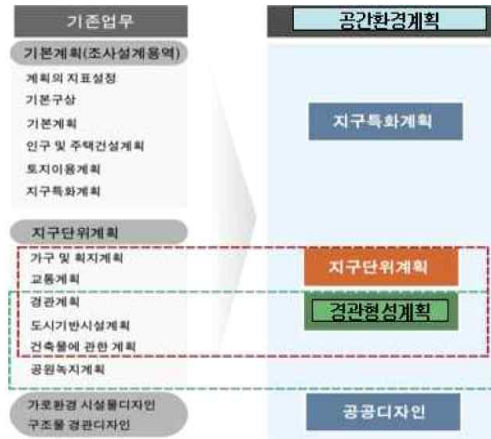 기존업무
기본계획(조사설계용역)
계획의 지표설정
기본구상
기본계획
인구 및 주택건설계획
토지이용계획
지구특화계획
지구단위계획
가구 및 획지계획
교통계획
경관계획
도시기반시설계획
건축물에 관한 계획
공원녹지계획
가로환경 시설물디자인
구조물 경관디자인
공간환경계획
지구특화계획
지구단위계획
경관형성계획
공공디자인